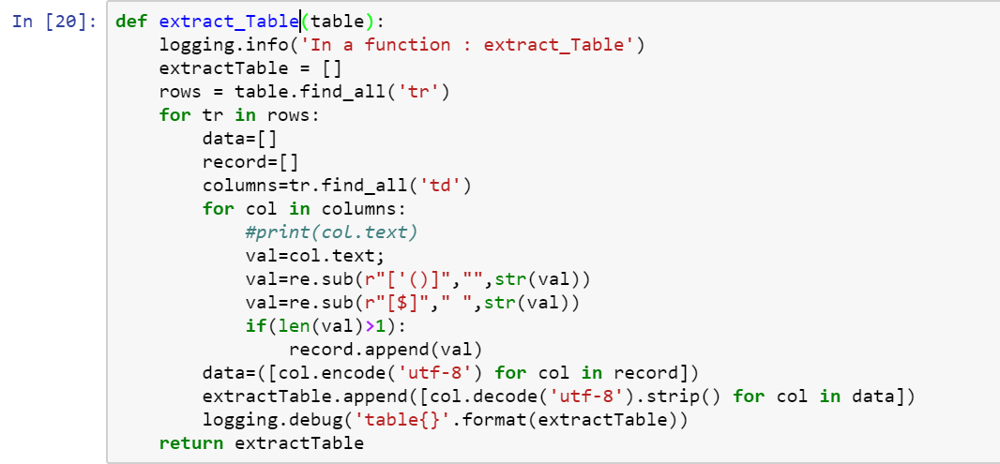 In [20]: def extract_Table(table):
    logging.info('In a function : extract_Table')
    extractTable = []
    rows = table.find_all('tr')
    for tr in rows:
        data=[]
        record=[]
        columns=tr.find_all('td')
        for col in columns:
            #print(col.text)
            val=col.text;
            val=re.sub(r"['()]","",str(val))
            val=re.sub(r"[$]"," ",str(val))
            if(len(val)>1):
                record.append(val)
        data=([col.encode('utf-8') for col in record])
        extractTable.append([col.decode('utf-8').strip() for col in data])
        logging.debug('table{}'.format(extractTable))
    return extractTable